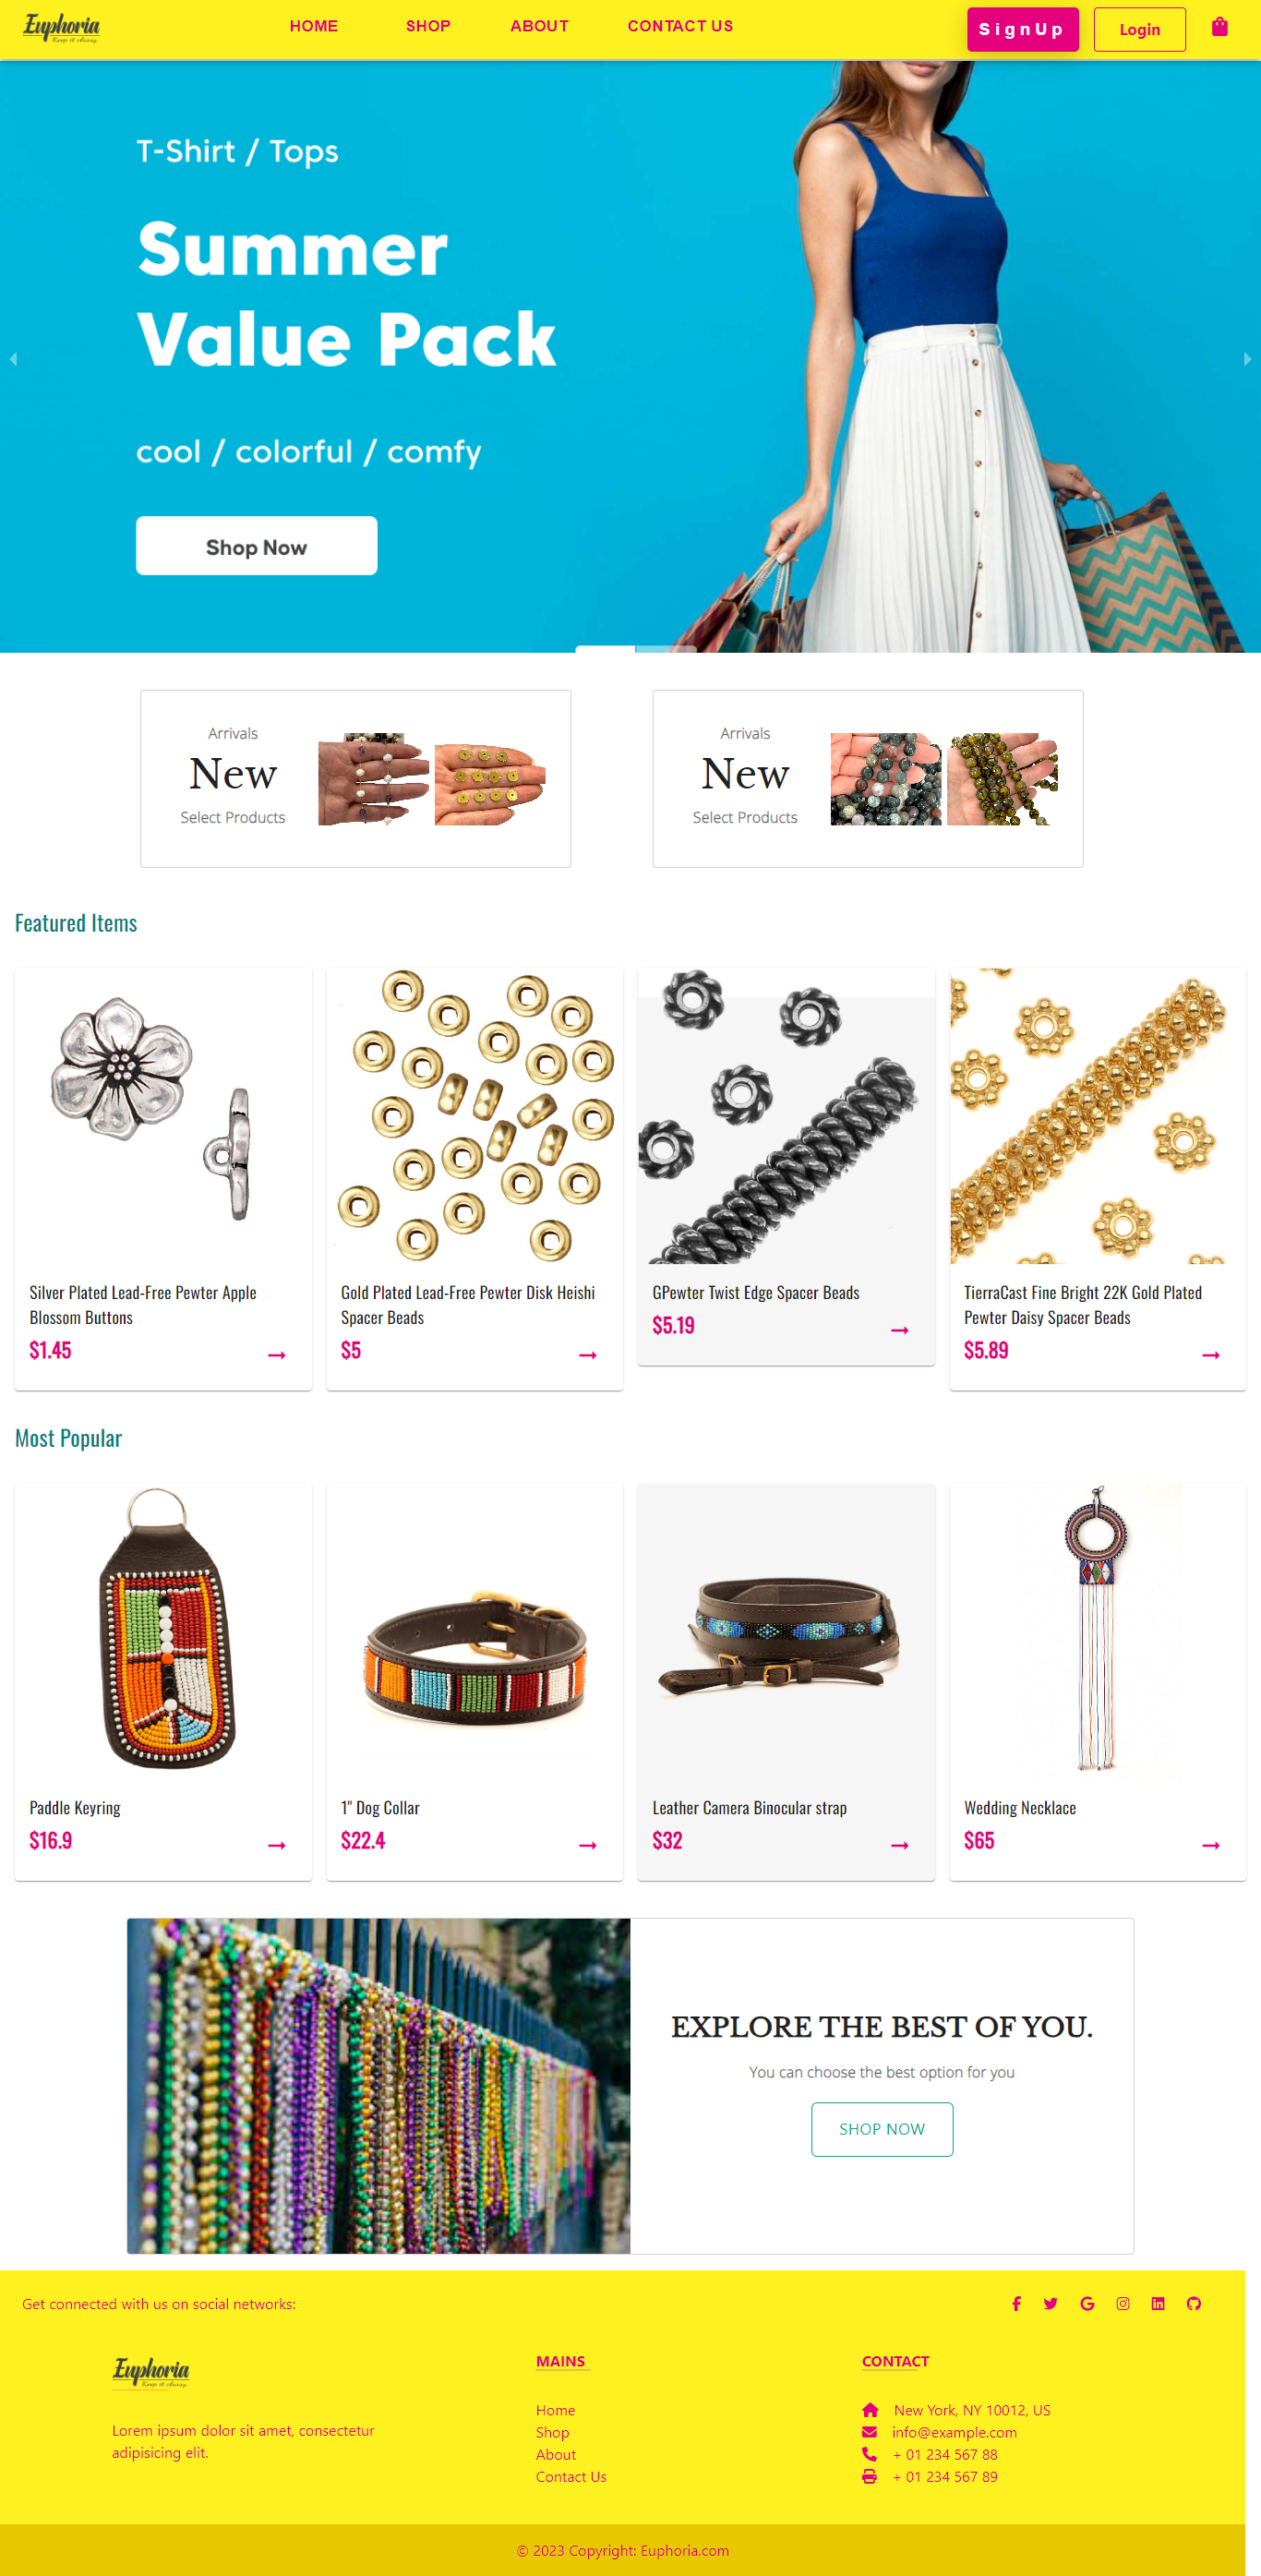 Euphoria
Keep it classy
HOME SHOP ABOUT CONTACT US
SignUp
Login
T-Shirt / Tops
Summer
Value Pack
cool / colorful / comfy
Shop Now
Arrivals
New
Select Products
Arrivals
New
Select Products
Featured Items
Silver Plated Lead-Free Pewter Apple
Blossom Buttons
$1.45
Gold Plated Lead-Free Pewter Disk Heishi
Spacer Beads
$5
GPewter Twist Edge Spacer Beads
$5.19
TierraCast Fine Bright 22K Gold Plated
Pewter Daisy Spacer Beads
$5.89
Most Popular
Paddle Keyring
$16.9
1" Dog Collar
$22.4
Leather Camera Binocular strap
$32
Wedding Necklace
$65
EXPLORE THE BEST OF YOU.
You can choose the best option for you
SHOP NOW
Get connected with us on social networks:
Euphoria
Keep it classy
Lorem ipsum dolor sit amet, consectetur
adipisicing elit.
MAINS
Home
Shop
About
Contact Us
CONTACT
New York, NY 10012, US
info@example.com
+ 01 234 567 88
+ 01 234 567 89
© 2023 Copyright: Euphoria.com